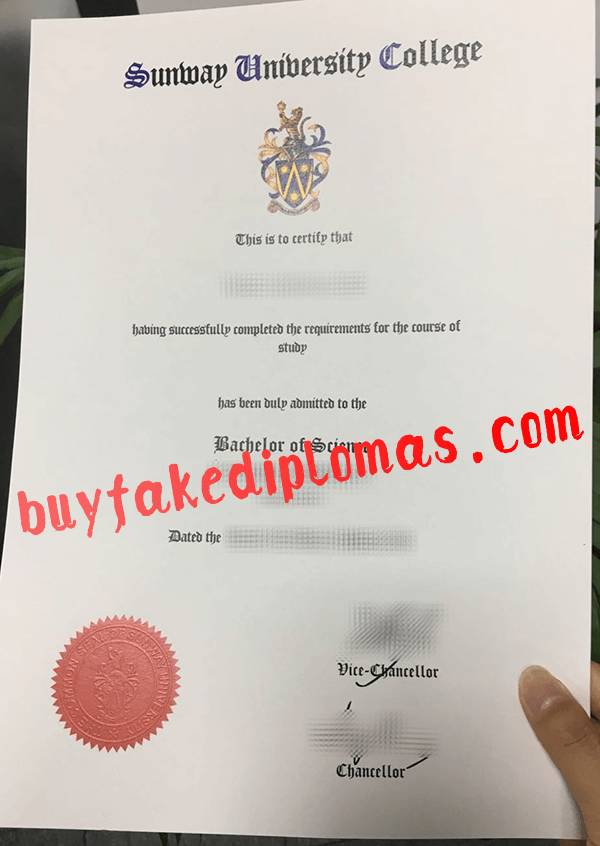 Sunway University College
This is to certify that
having successfully completed the requirements for the course of
study
has been duly admitted to the
Bachelor of Science
buyfakediplomas.com
Dated the
Vice-Chancellor
Chancellor